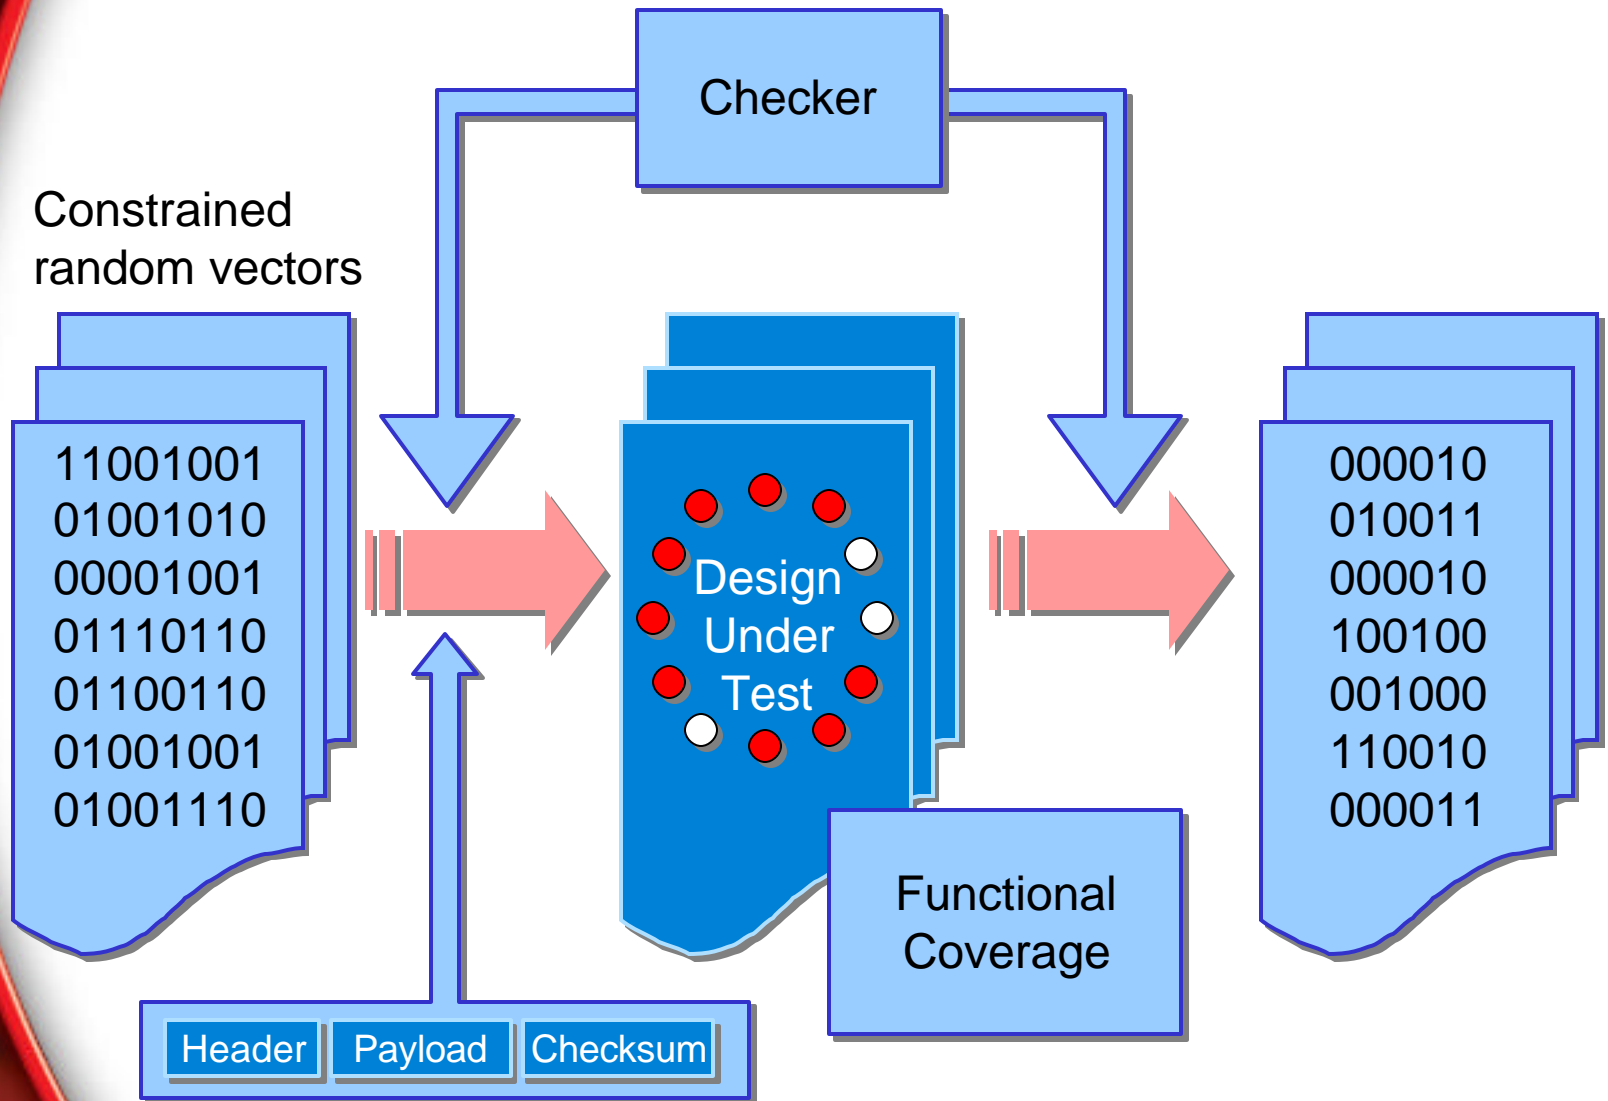 Checker
Constrained
random vectors
11001001
01001010
00001001
01110110
01100110
01001001
01001110
Design
Under
Test
000010
010011
000010
100100
001000
110010
000011
Functional
Coverage
Header Payload Checksum